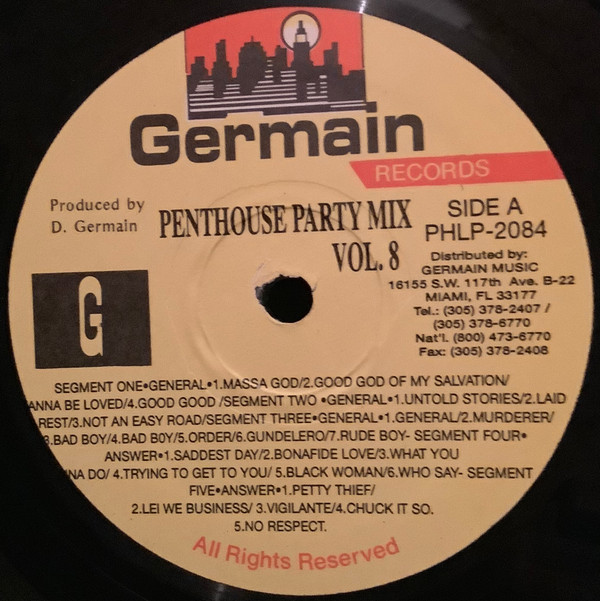 Germain
RECORDS
Produced by
D. Germain
PENTHOUSE PARTY MIX
VOL. 8
SIDE A
PHLP-2084
Distributed by:
GERMAIN MUSIC
16155 S.W. 117th Ave. B-22
MIAMI, FL 33177
Tel.: (305) 378-2407 /
(305) 378-6770
Nat'l. (800) 473-6770
Fax: (305) 378-2408
G
SEGMENT ONE•GENERAL•1.MASSA GOD/2.GOOD GOD OF MY SALVATION/
ANNA BE LOVED/4.GOOD GOOD /SEGMENT TWO •GENERAL•1.UNTOLD STORIES/2.LAID
REST/3.NOT AN EASY ROAD/SEGMENT THREE•GENERAL•1.GENERAL/2.MURDERER/
3.BAD BOY/4.BAD B0Y/5.ORDER/6.GUNDELERO/7.RUDE BOY- SEGMENT FOUR•
ANSWER•1.SADDEST DAY/2.BONAFIDE LOVE/3.WHAT YOU
NA DO/ 4.TRYING TO GET TO YOU/ 5.BLACK WOMAN/6.WHO SAY- SEGMENT
FIVE•ANSWER•1.PETTY THIEF/
2.LEI WE BUSINESS/ 3.VIGILANTE/4.CHUCK IT SO.
5.NO RESPECT.
All Rights Reserved